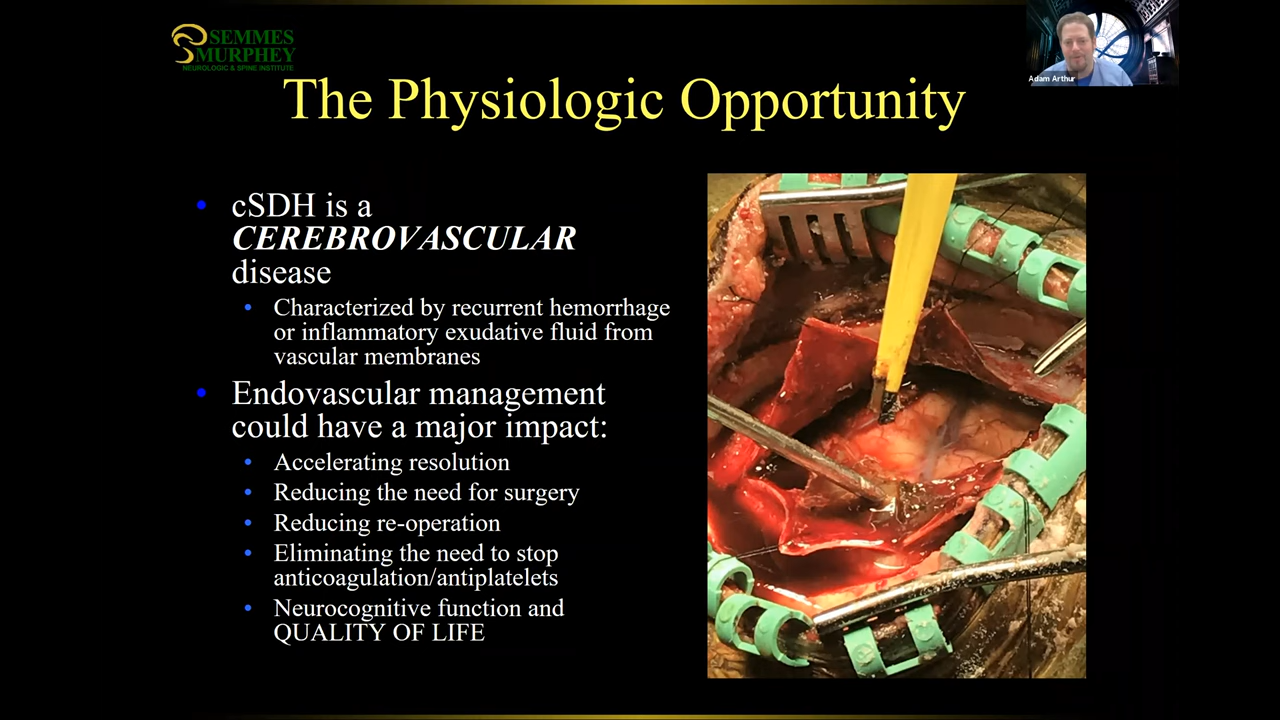 SEMMES
MURPHEY
NEUROLOGIC & SPINE INSTITUTE
Adam Arthur
The Physiologic Opportunity
• cSDH is a
CEREBROVASCULAR
disease
• Characterized by recurrent hemorrhage
or inflammatory exudative fluid from
vascular membranes
• Endovascular management
could have a major impact:
• Accelerating resolution
• Reducing the need for surgery
• Reducing re-operation
• Eliminating the need to stop
anticoagulation/antiplatelets
• Neurocognitive function and
QUALITY OF LIFE